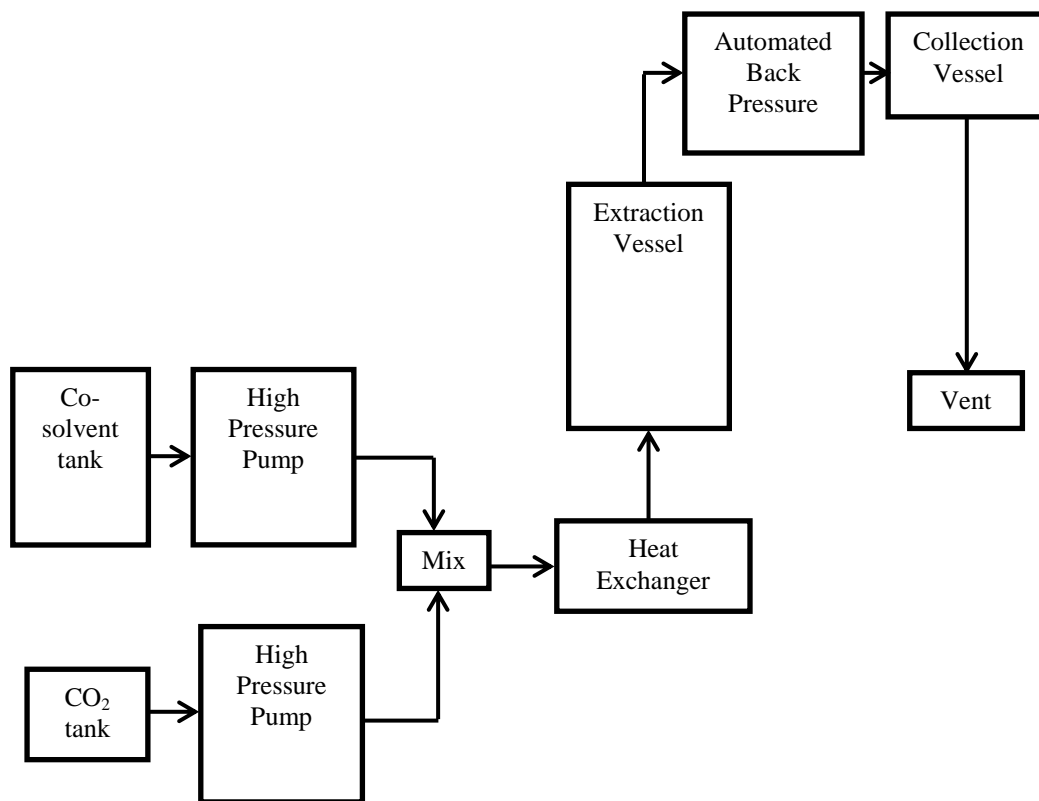 Automated
Back
Pressure
Collection
Vessel
Extraction
Vessel
Vent
Co-
solvent
tank
High
Pressure
Pump
Mix
Heat
Exchanger
CO₂
tank
High
Pressure
Pump